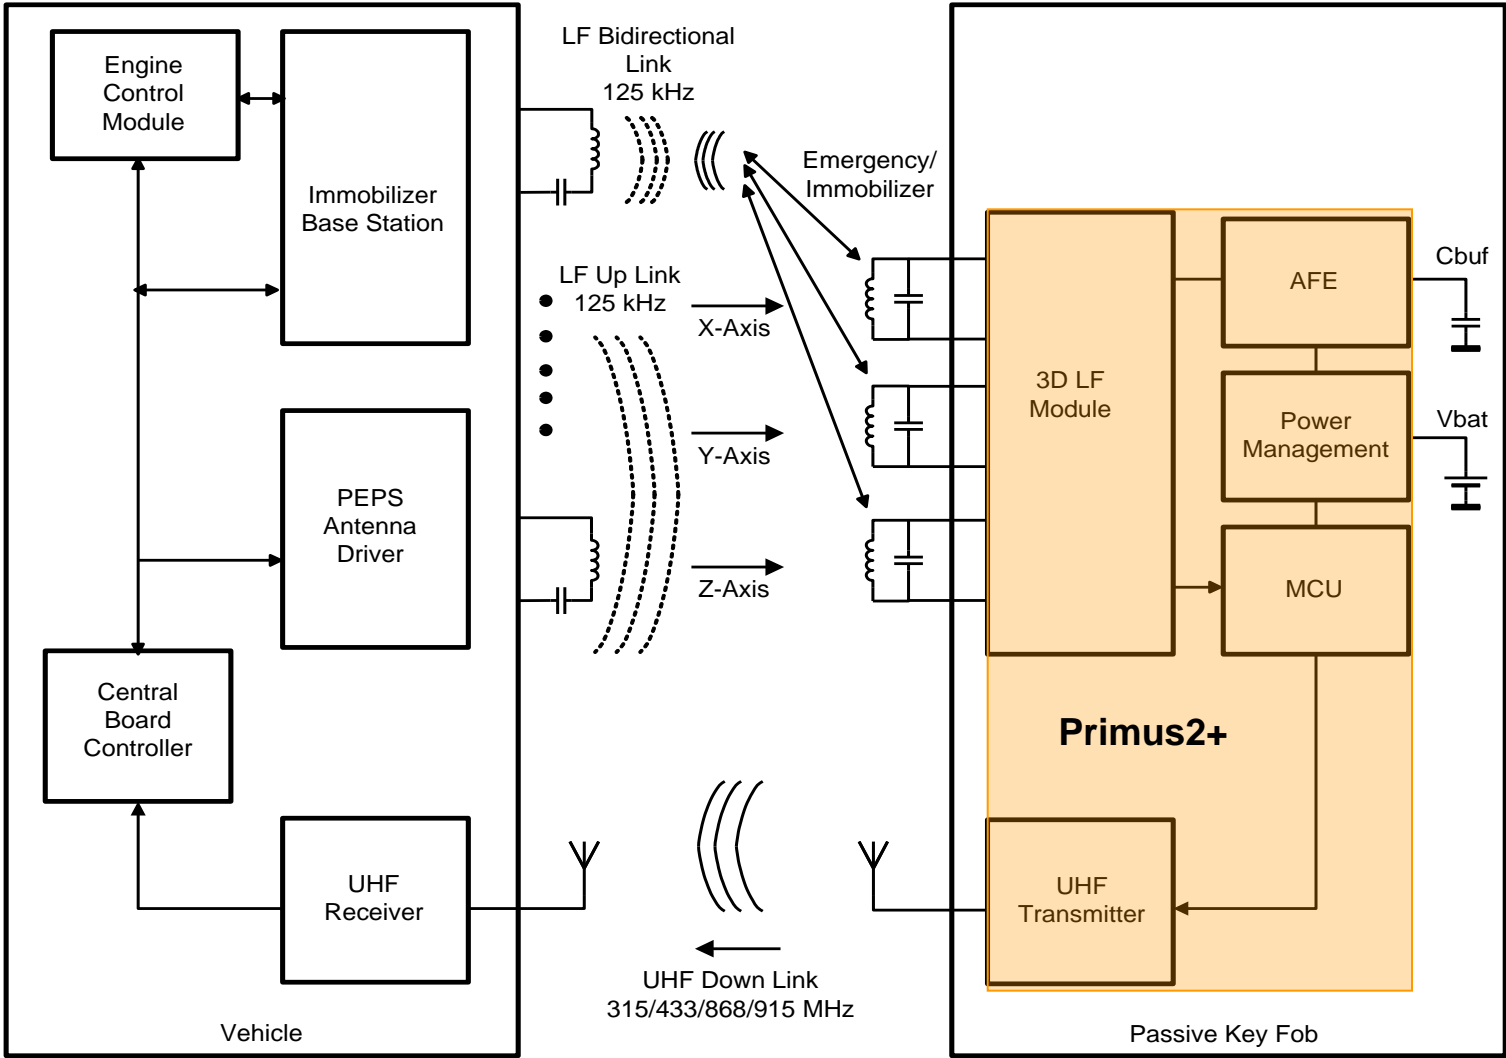 Engine
Control
Module
Immobilizer
Base Station
PEPS
Antenna
Driver
Central
Board
Controller
UHF
Receiver
Vehicle
LF Bidirectional
Link
125 kHz
Emergency/
Immobilizer
LF Up Link
125 kHz
X-Axis
Y-Axis
Z-Axis
UHF Down Link
315/433/868/915 MHz
3D LF
Module
AFE
Cbuf
Power
Management
Vbat
MCU
Primus2+
UHF
Transmitter
Passive Key Fob